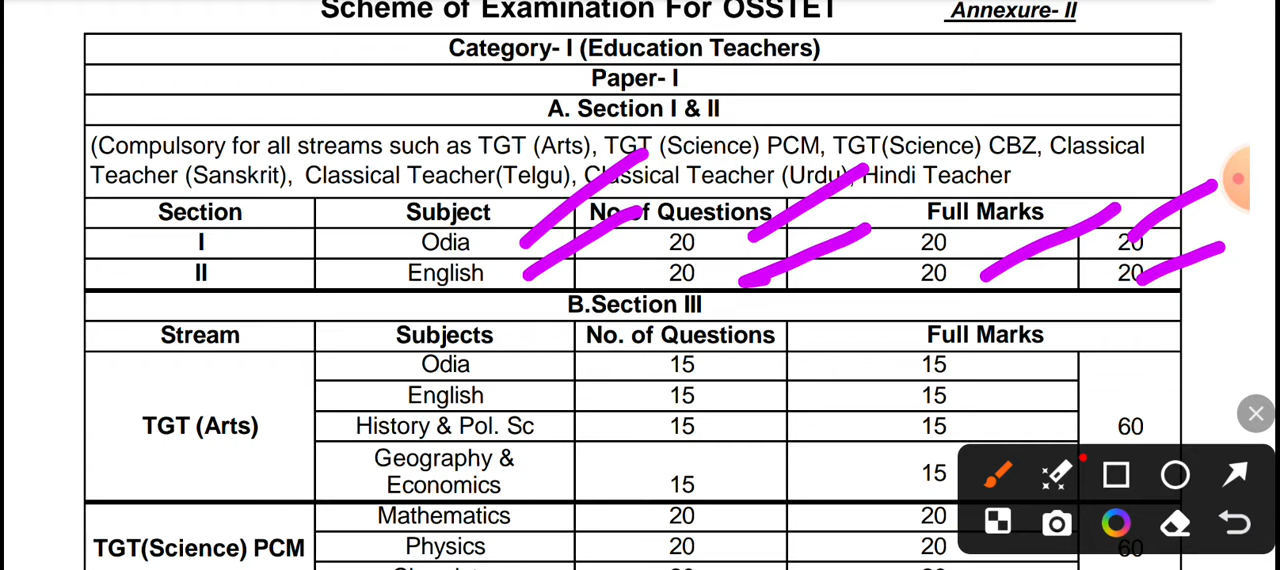 Scheme of Examination For OSSTET Annexure- II
Category- I (Education Teachers)
Paper- I
A. Section I & II
(Compulsory for all streams such as TGT (Arts), TGT (Science) PCM, TGT(Science) CBZ, Classical
Teacher (Sanskrit), Classical Teacher(Telgu), Classical Teacher (Urdu), Hindi Teacher
Section Subject No. of Questions Full Marks
I Odia 20 20 20
II English 20 20 20
B.Section III
Stream Subjects No. of Questions Full Marks
Odia 15 15
English 15 15
TGT (Arts) History & Pol. Sc 15 15 60
Geography &
Economics 15 15
Mathematics 20 20
TGT(Science) PCM Physics 20 20 60